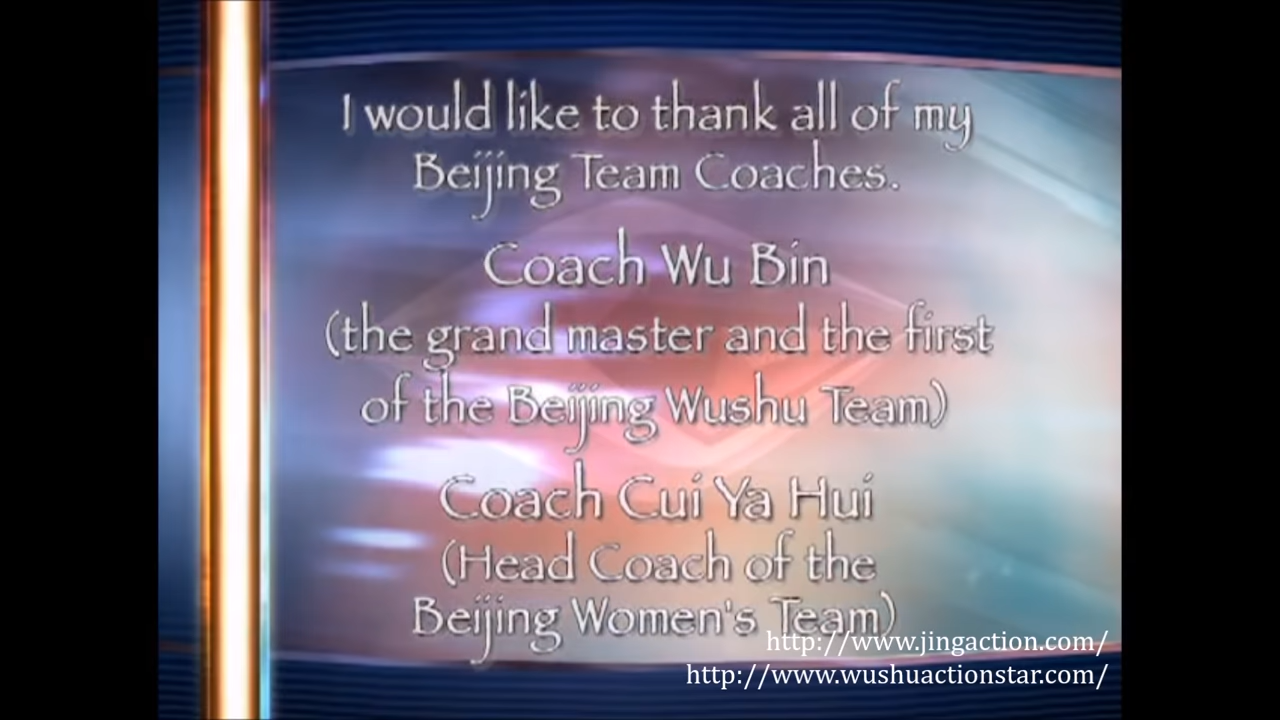 I would like to thank all of my
Beijing Team Coaches.
Coach Wu Bin
(the grand master and the first
of the Beijing Wushu Team)
Coach Cui Ya Hui
(Head Coach of the
Beijing Women's Team)
http://www.jingaction.com/
http://www.wushuactionstar.com/